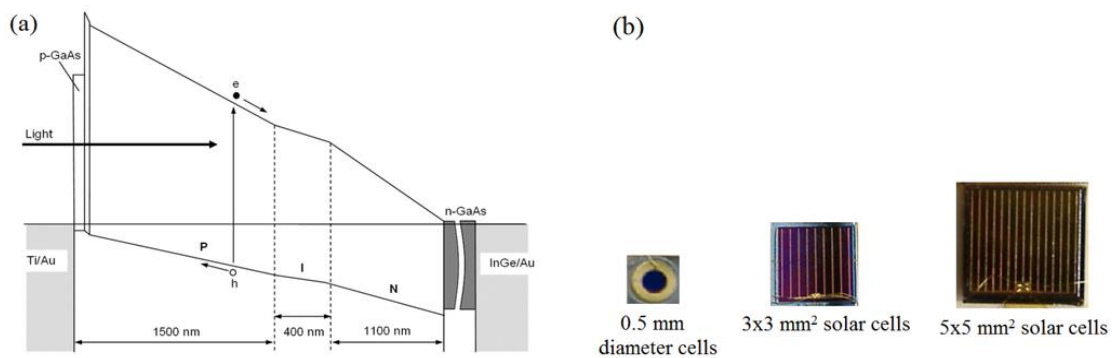 (a)
p-GaAs
e
Light
n-GaAs
P
Ti/Au
I
InGe/Au
h
N
1500 nm
400 nm
1100 nm
(b)
0.5 mm
diameter cells
3x3 mm² solar cells
5x5 mm² solar cells